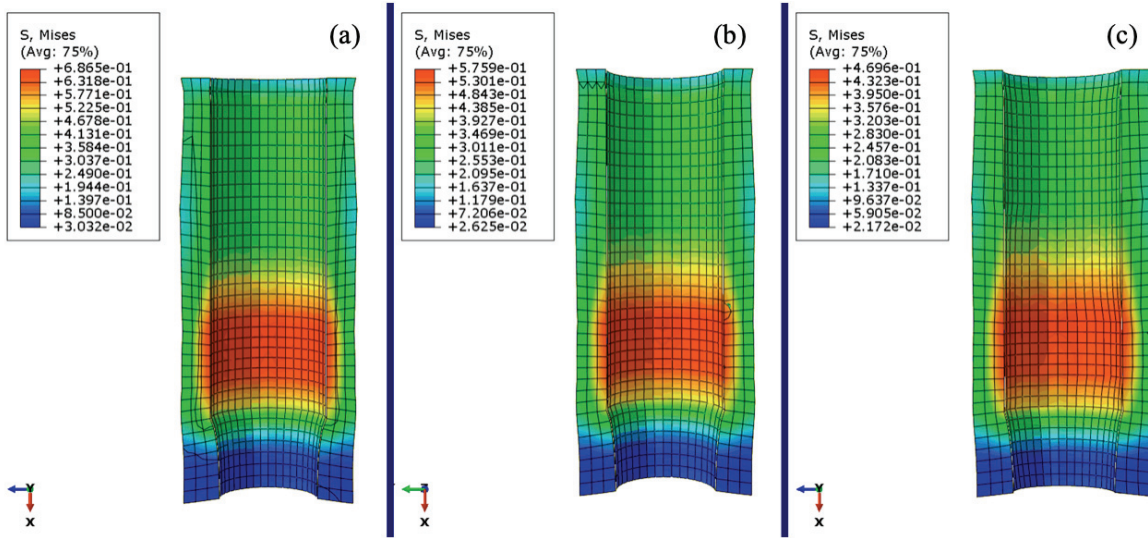 (a)
S, Mises
(Avg: 75%)
+6.865e-01
+6.318e-01
+5.771e-01
+5.225e-01
+4.678e-01
+4.131e-01
+3.584e-01
+3.037e-01
+2.490e-01
+1.944e-01
+1.397e-01
+8.500e-02
+3.032e-02
Y
X
(b)
S, Mises
(Avg: 75%)
+5.759e-01
+5.301e-01
+4.843e-01
+4.385e-01
+3.927e-01
+3.469e-01
+3.011e-01
+2.553e-01
+2.095e-01
+1.637e-01
+1.179e-01
+7.206e-02
+2.625e-02
X
(c)
S, Mises
(Avg: 75%)
+4.696e-01
+4.323e-01
+3.950e-01
+3.576e-01
+3.203e-01
+2.830e-01
+2.457e-01
+2.083e-01
+1.710e-01
+1.337e-01
+9.637e-02
+5.905e-02
+2.172e-02
Y
X